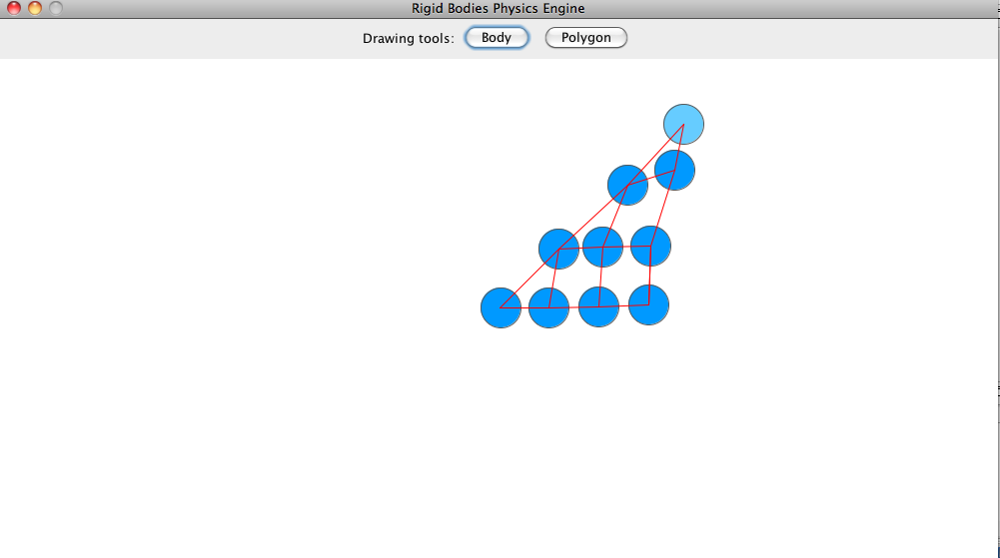 Rigid Bodies Physics Engine
Drawing tools: Body Polygon